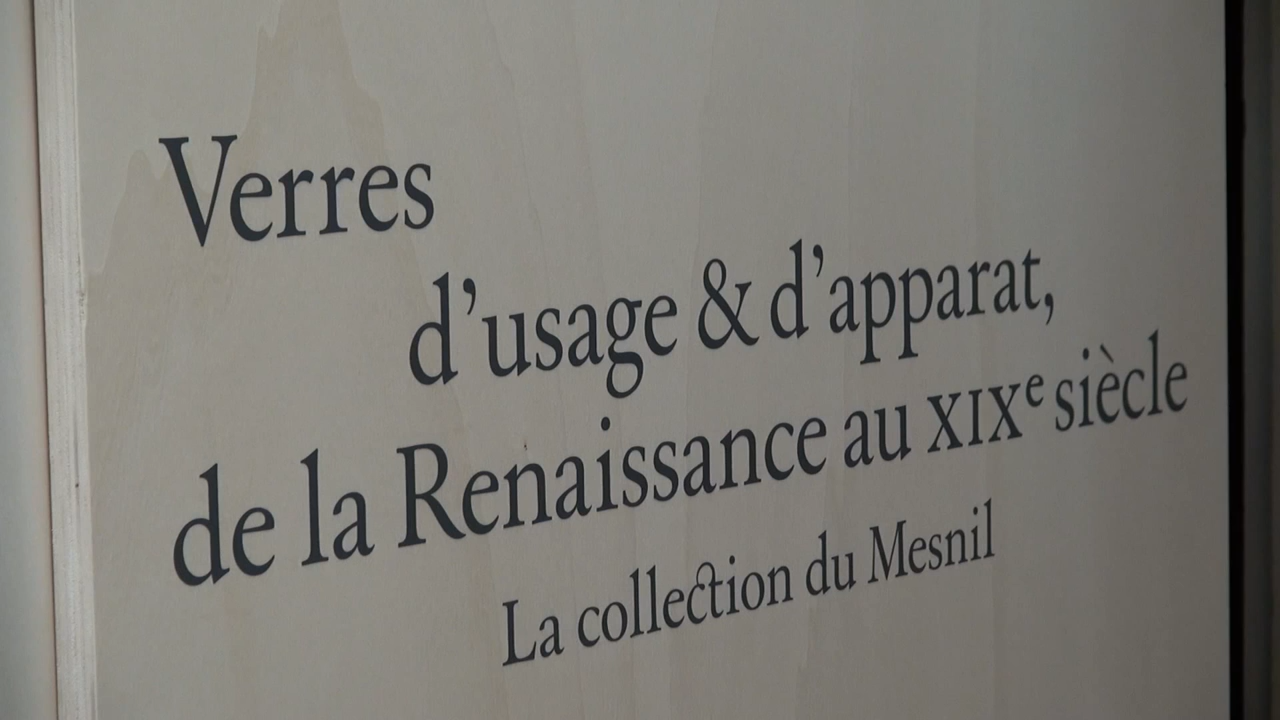 Verres
d’usage & d’apparat,
de la Renaissance au XIXe siècle
La collection du Mesnil